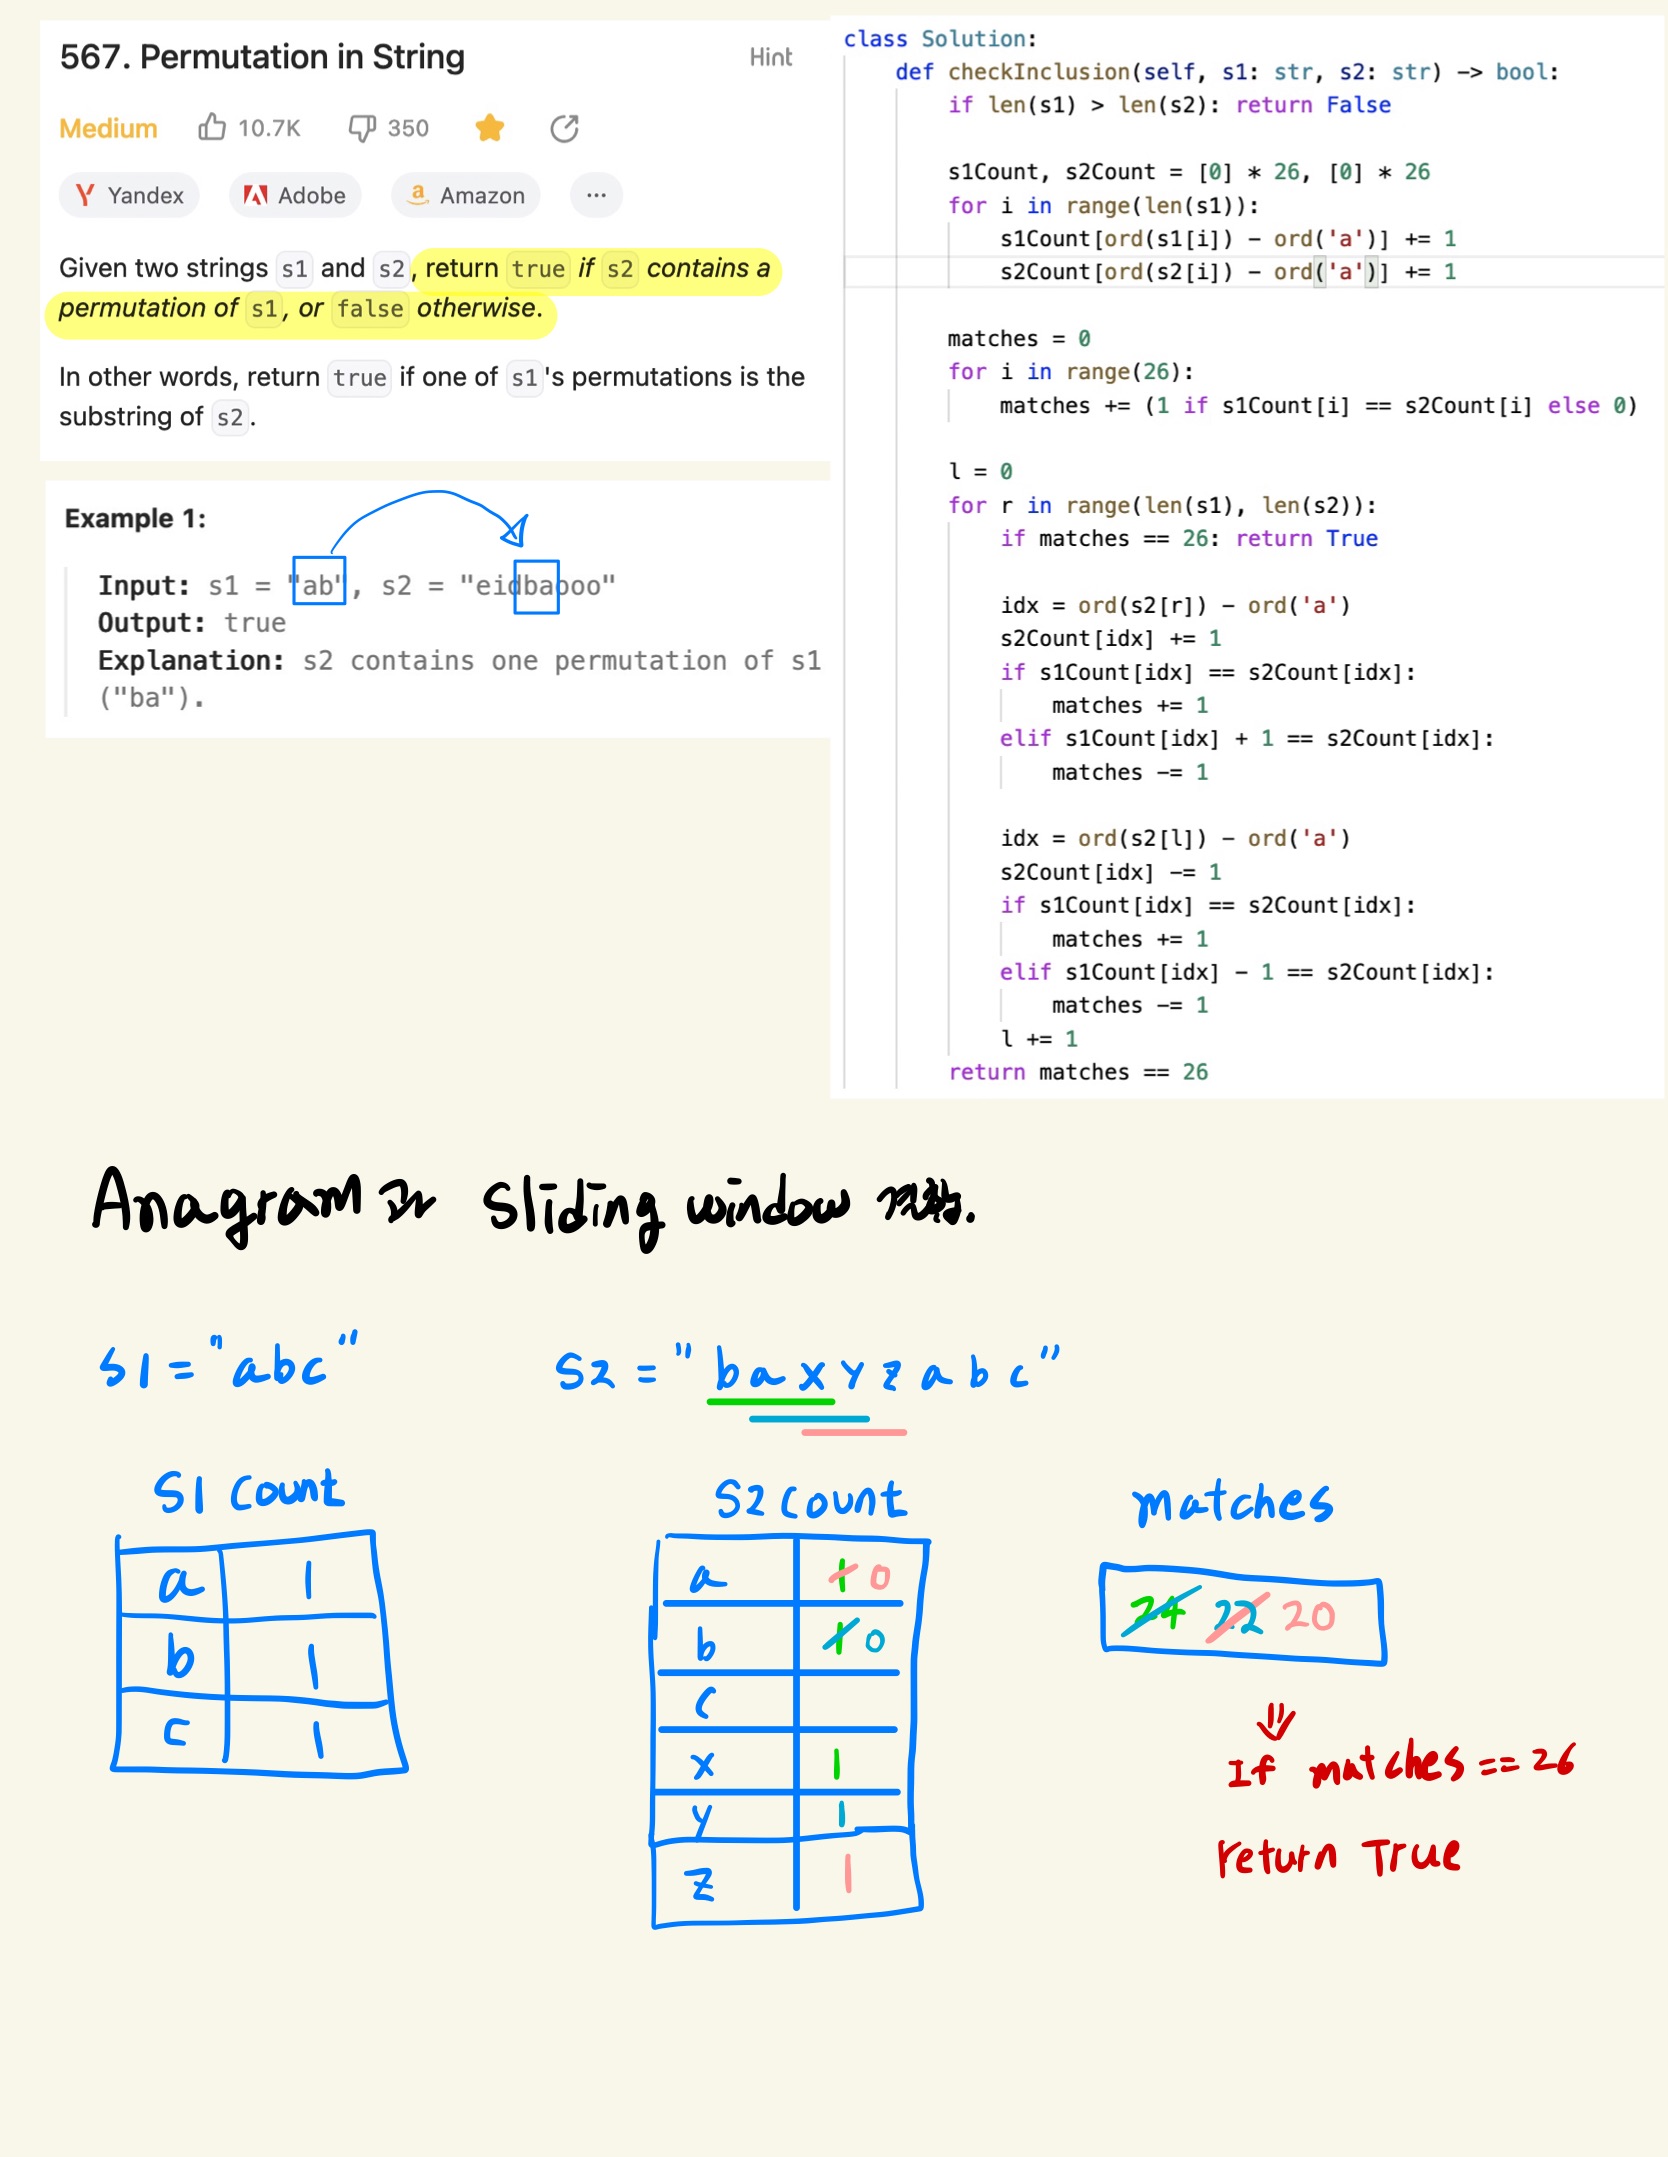 567. Permutation in String
Hint
Medium 10.7K 350
Yandex Adobe Amazon ...
Given two strings s1 and s2, return true if s2 contains a
permutation of s1, or false otherwise.
In other words, return true if one of s1's permutations is the
substring of s2.
Example 1:
Input: s1 = "ab", s2 = "eidbaooo"
Output: true
Explanation: s2 contains one permutation of s1
("ba").
class Solution:
def checkInclusion(self, s1: str, s2: str) -> bool:
if len(s1) > len(s2): return False
s1Count, s2Count = [0] * 26, [0] * 26
for i in range(len(s1)):
s1Count[ord(s1[i]) - ord('a')] += 1
s2Count[ord(s2[i]) - ord('a')] += 1
matches = 0
for i in range(26):
matches += (1 if s1Count[i] == s2Count[i] else 0)
l = 0
for r in range(len(s1), len(s2)):
if matches == 26: return True
idx = ord(s2[r]) - ord('a')
s2Count[idx] += 1
if s1Count[idx] == s2Count[idx]:
matches += 1
elif s1Count[idx] + 1 == s2Count[idx]:
matches -= 1
idx = ord(s2[l]) - ord('a')
s2Count[idx] -= 1
if s1Count[idx] == s2Count[idx]:
matches += 1
elif s1Count[idx] - 1 == s2Count[idx]:
matches -= 1
l += 1
return matches == 26
Anagram sliding window
S1 = "abc" S2 = "baxyzabc"
S1 Count
a 1
b 1
c 1
S2 Count
a 1 0
b 1 0
c
x 1
y 1
z 1
matches
24 22 20
If matches == 26
return True